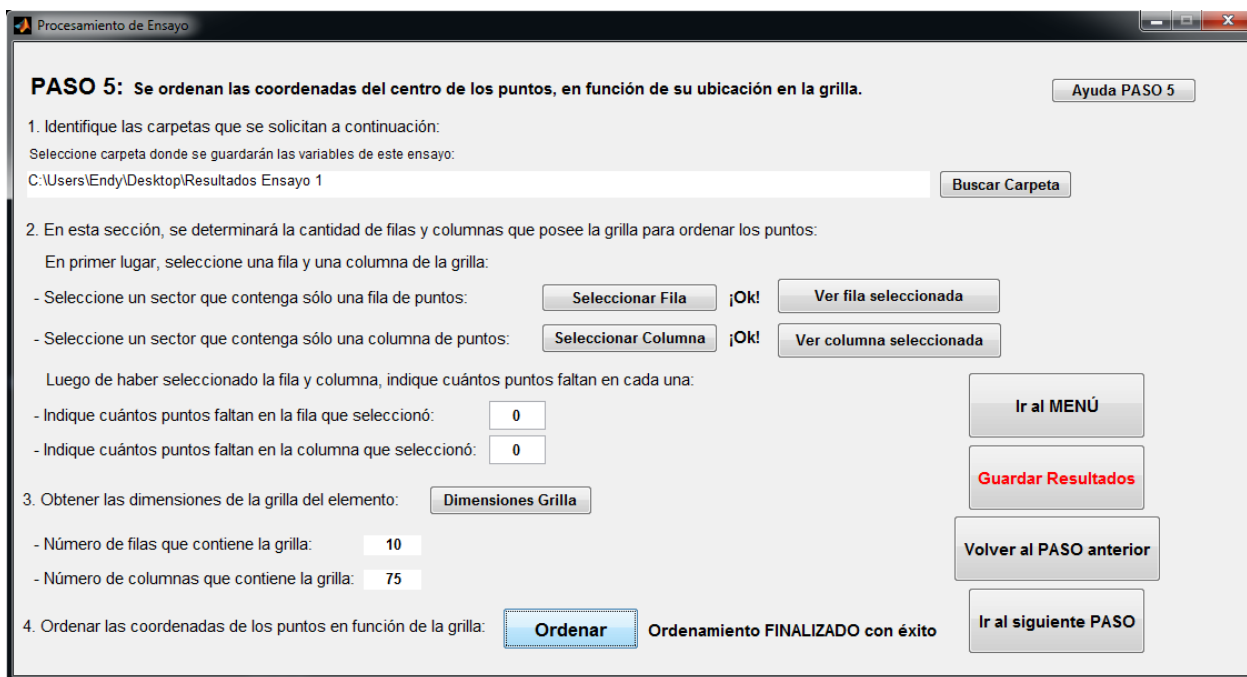 Procesamiento de Ensayo
PASO 5: Se ordenan las coordenadas del centro de los puntos, en función de su ubicación en la grilla.
Ayuda PASO 5
1. Identifique las carpetas que se solicitan a continuación:
Seleccione carpeta donde se guardarán las variables de este ensayo:
C:\Users\Endy\Desktop\Resultados Ensayo 1
Buscar Carpeta
2. En esta sección, se determinará la cantidad de filas y columnas que posee la grilla para ordenar los puntos:
En primer lugar, seleccione una fila y una columna de la grilla:
- Seleccione un sector que contenga sólo una fila de puntos: Seleccionar Fila ¡Ok! Ver fila seleccionada
- Seleccione un sector que contenga sólo una columna de puntos: Seleccionar Columna ¡Ok! Ver columna seleccionada
Luego de haber seleccionado la fila y columna, indique cuántos puntos faltan en cada una:
- Indique cuántos puntos faltan en la fila que seleccionó: 0
- Indique cuántos puntos faltan en la columna que seleccionó: 0
3. Obtener las dimensiones de la grilla del elemento: Dimensiones Grilla
- Número de filas que contiene la grilla: 10
- Número de columnas que contiene la grilla: 75
4. Ordenar las coordenadas de los puntos en función de la grilla: Ordenar Ordenamiento FINALIZADO con éxito
Ir al MENÚ
Guardar Resultados
Volver al PASO anterior
Ir al siguiente PASO